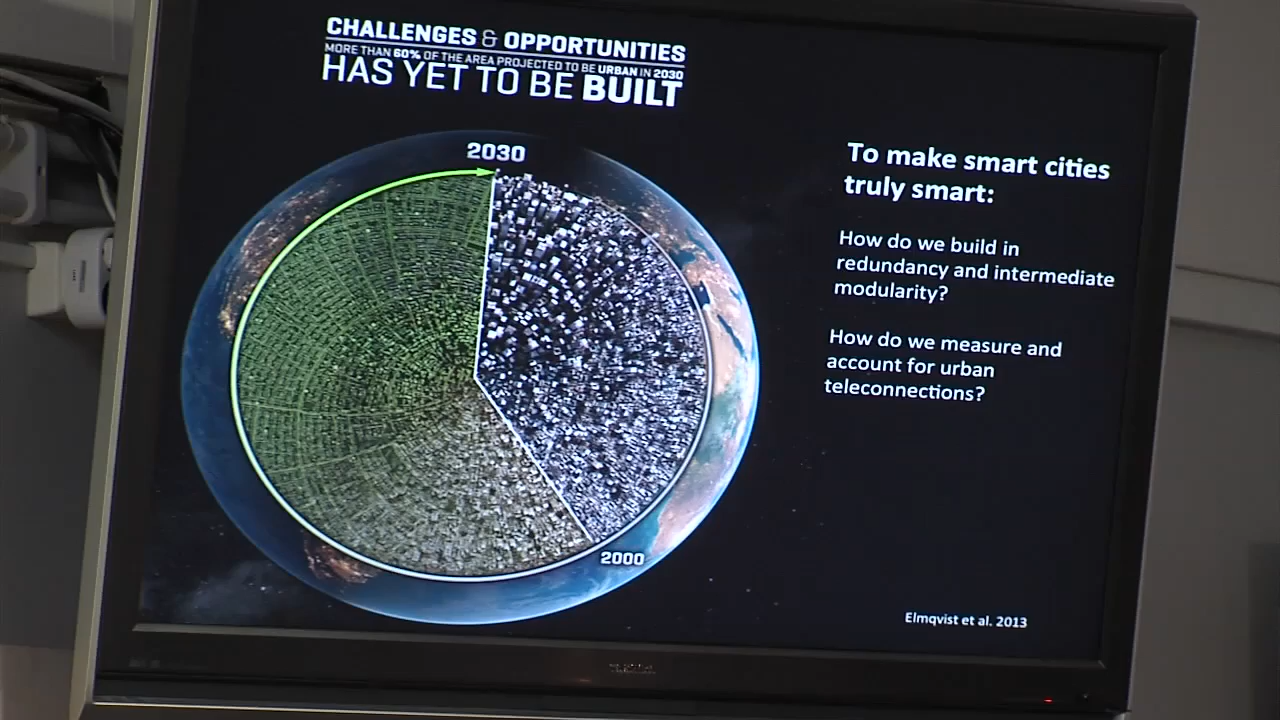 CHALLENGES & OPPORTUNITIES
MORE THAN 60% OF THE AREA PROJECTED TO BE URBAN IN 2030
HAS YET TO BE BUILT
2030
To make smart cities
truly smart:
How do we build in
redundancy and intermediate
modularity?
How do we measure and
account for urban
teleconnections?
2000
Elmqvist et al. 2013